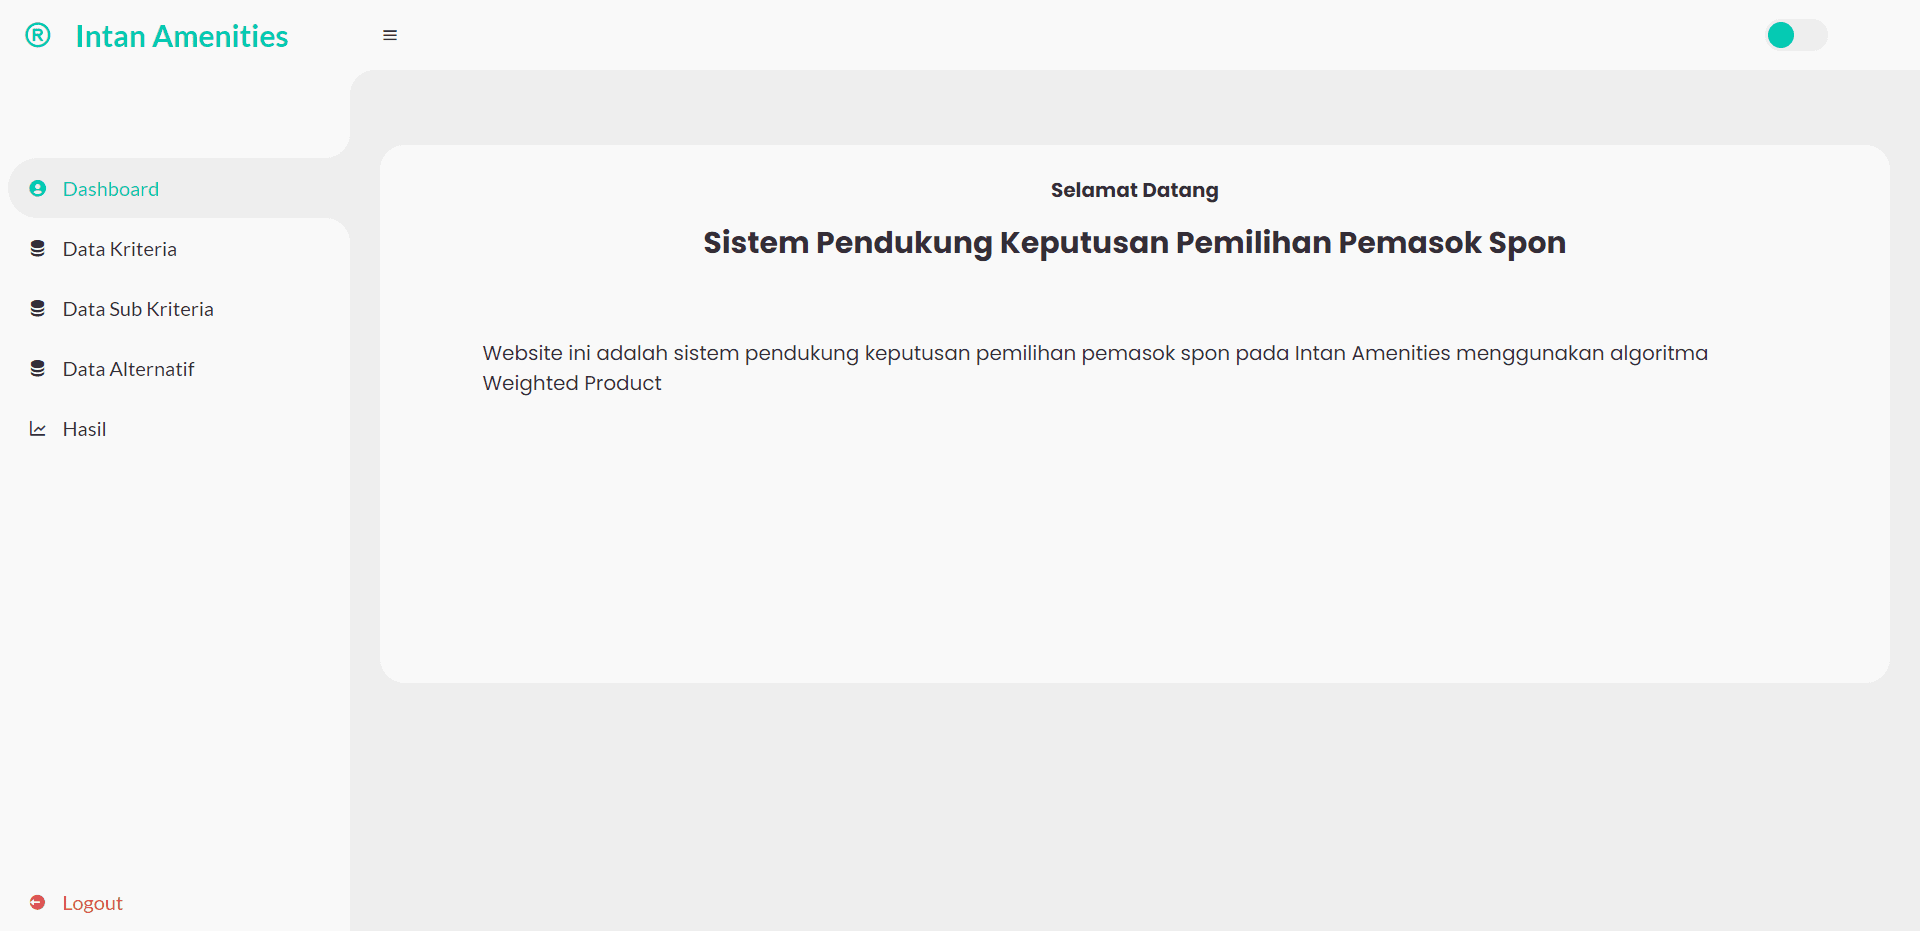 Intan Amenities
Dashboard
Data Kriteria
Data Sub Kriteria
Data Alternatif
Hasil
Logout
Selamat Datang
Sistem Pendukung Keputusan Pemilihan Pemasok Spon
Website ini adalah sistem pendukung keputusan pemilihan pemasok spon pada Intan Amenities menggunakan algoritma
Weighted Product